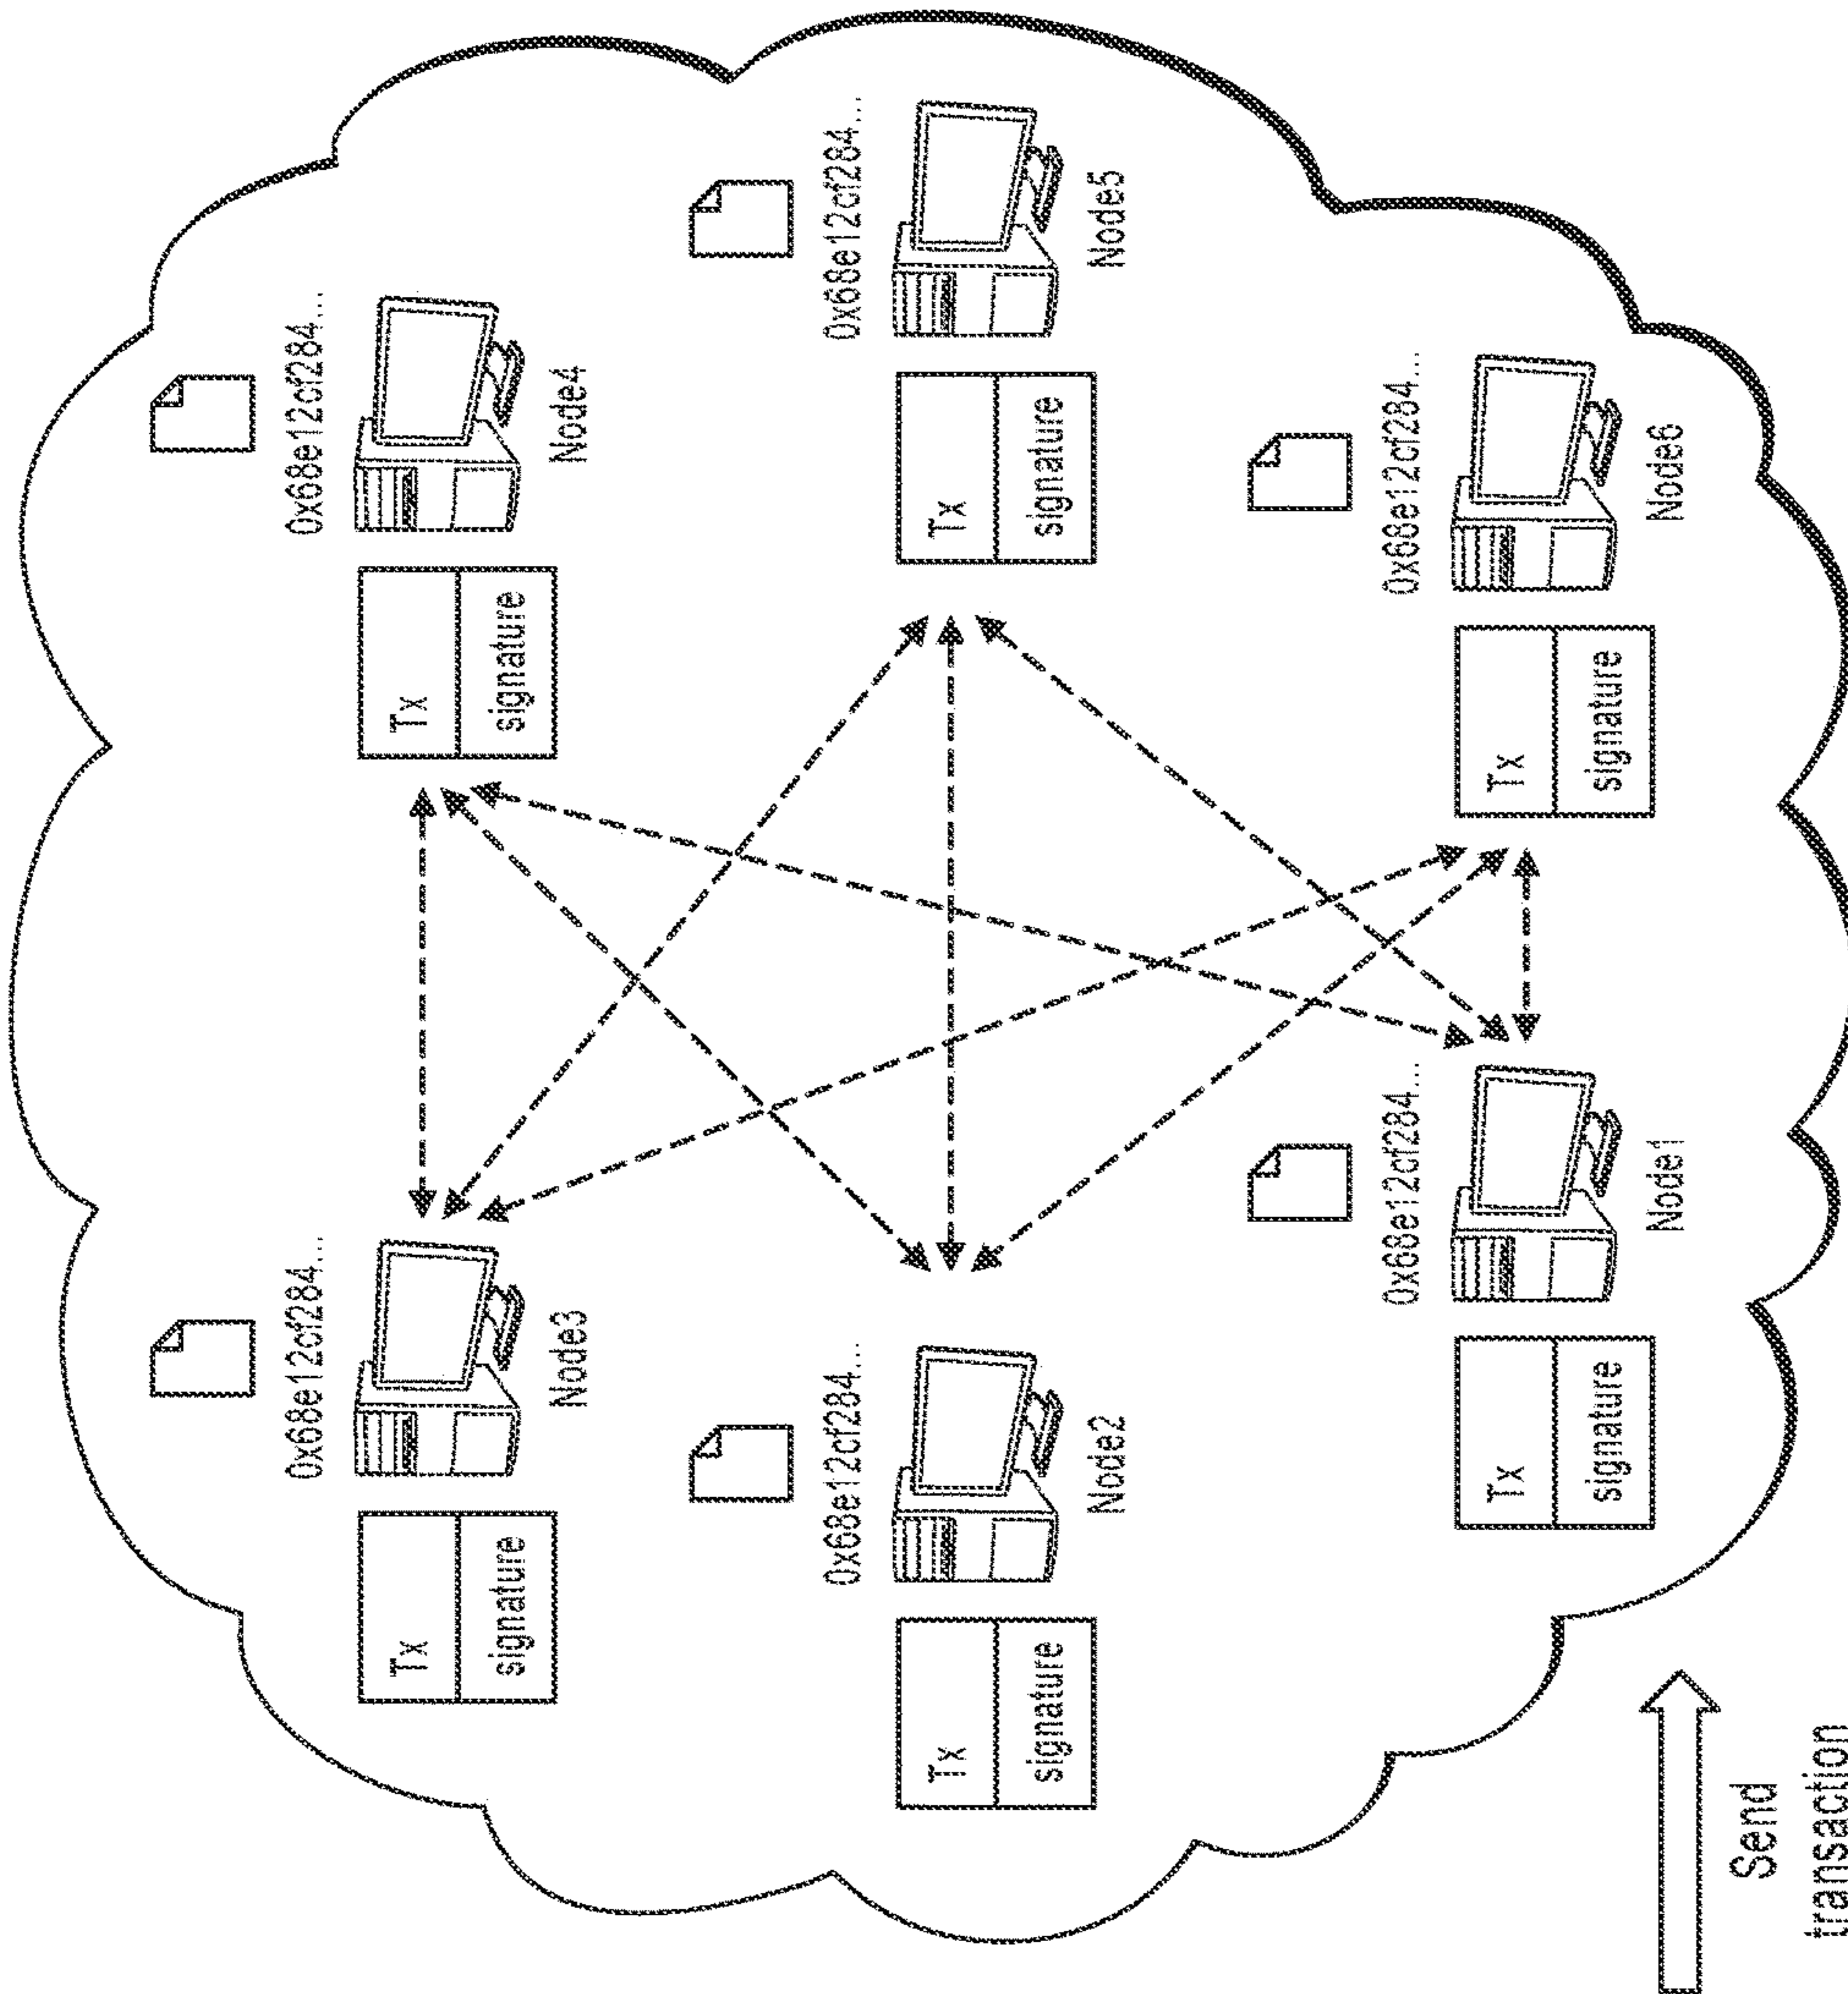 0x68e12cf284...
Tx
signature
Node3
0x68e12cf284...
Tx
signature
Node4
0x68e12cf284...
Tx
signature
Node2
0x68e12cf284...
Tx
signature
Node5
0x68e12cf284...
Tx
signature
Node1
0x68e12cf284...
Tx
signature
Node6
Send
transaction